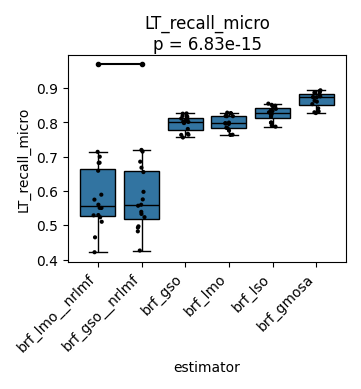 LT_recall_micro
p = 6.83e-15
LT_recall_micro
0.9
0.8
0.7
0.6
0.5
0.4
brf_lmo__nrlmf
brf_gso__nrlmf
brf_gso
brf_lmo
brf_lso
brf_gmosa
estimator